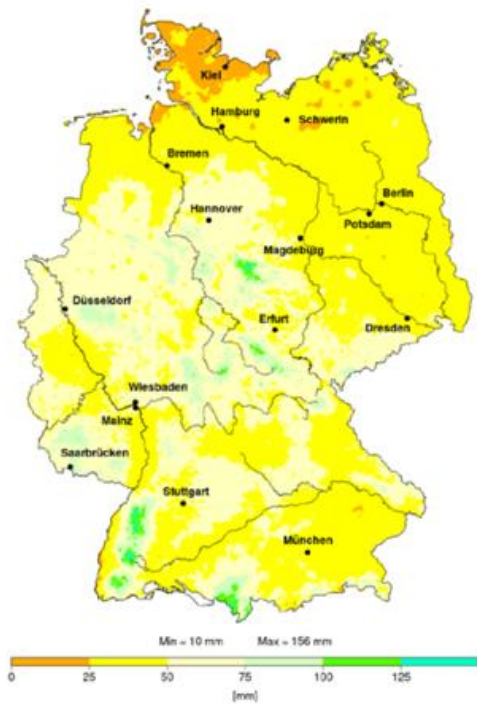 Kiel
Hamburg
Schwerin
Bremen
Berlin
Hannover
Potsdam
Magdeburg
Düsseldorf
Erfurt
Dresden
Wiesbaden
Mainz
Saarbrücken
Stuttgart
München
Min = 10 mm Max = 156 mm
0 25 50 75 100 125
[mm]